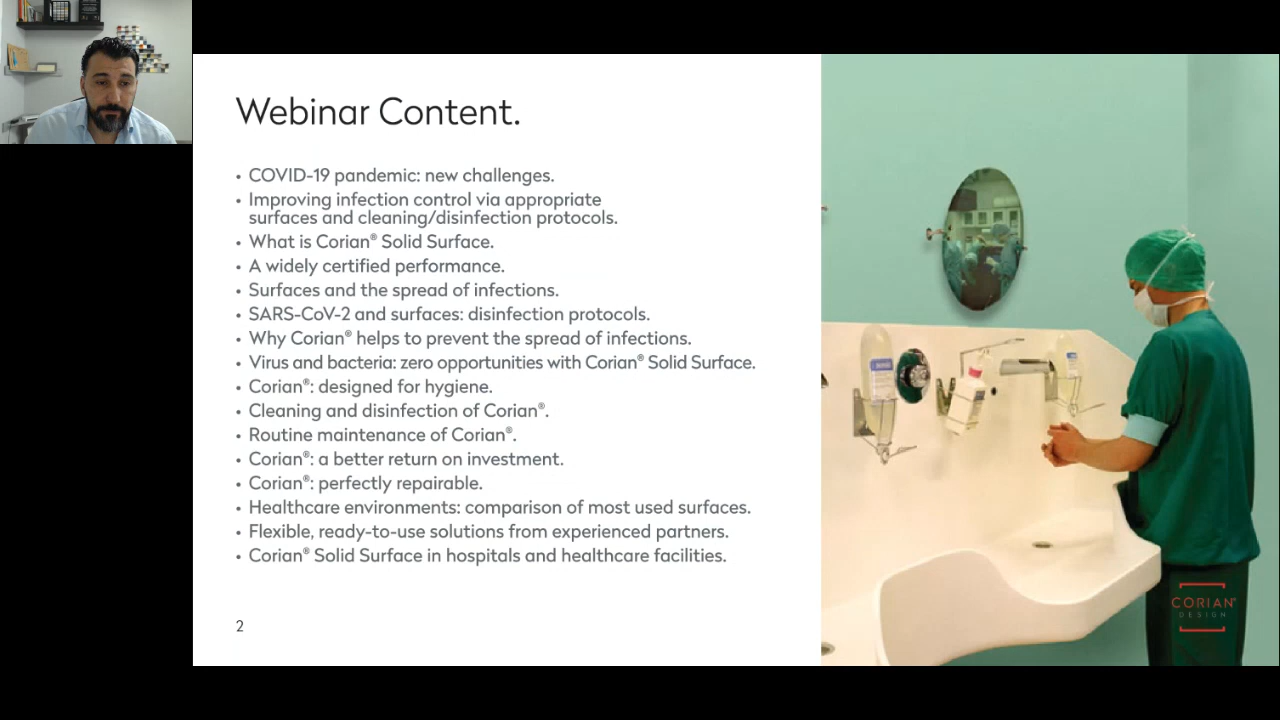 Webinar Content.
• COVID-19 pandemic: new challenges.
• Improving infection control via appropriate
surfaces and cleaning/disinfection protocols.
• What is Corian® Solid Surface.
• A widely certified performance.
• Surfaces and the spread of infections.
• SARS-CoV-2 and surfaces: disinfection protocols.
• Why Corian® helps to prevent the spread of infections.
• Virus and bacteria: zero opportunities with Corian® Solid Surface.
• Corian®: designed for hygiene.
• Cleaning and disinfection of Corian®.
• Routine maintenance of Corian®.
• Corian®: a better return on investment.
• Corian®: perfectly repairable.
• Healthcare environments: comparison of most used surfaces.
• Flexible, ready-to-use solutions from experienced partners.
• Corian® Solid Surface in hospitals and healthcare facilities.
2
CORIAN®
DESIGN